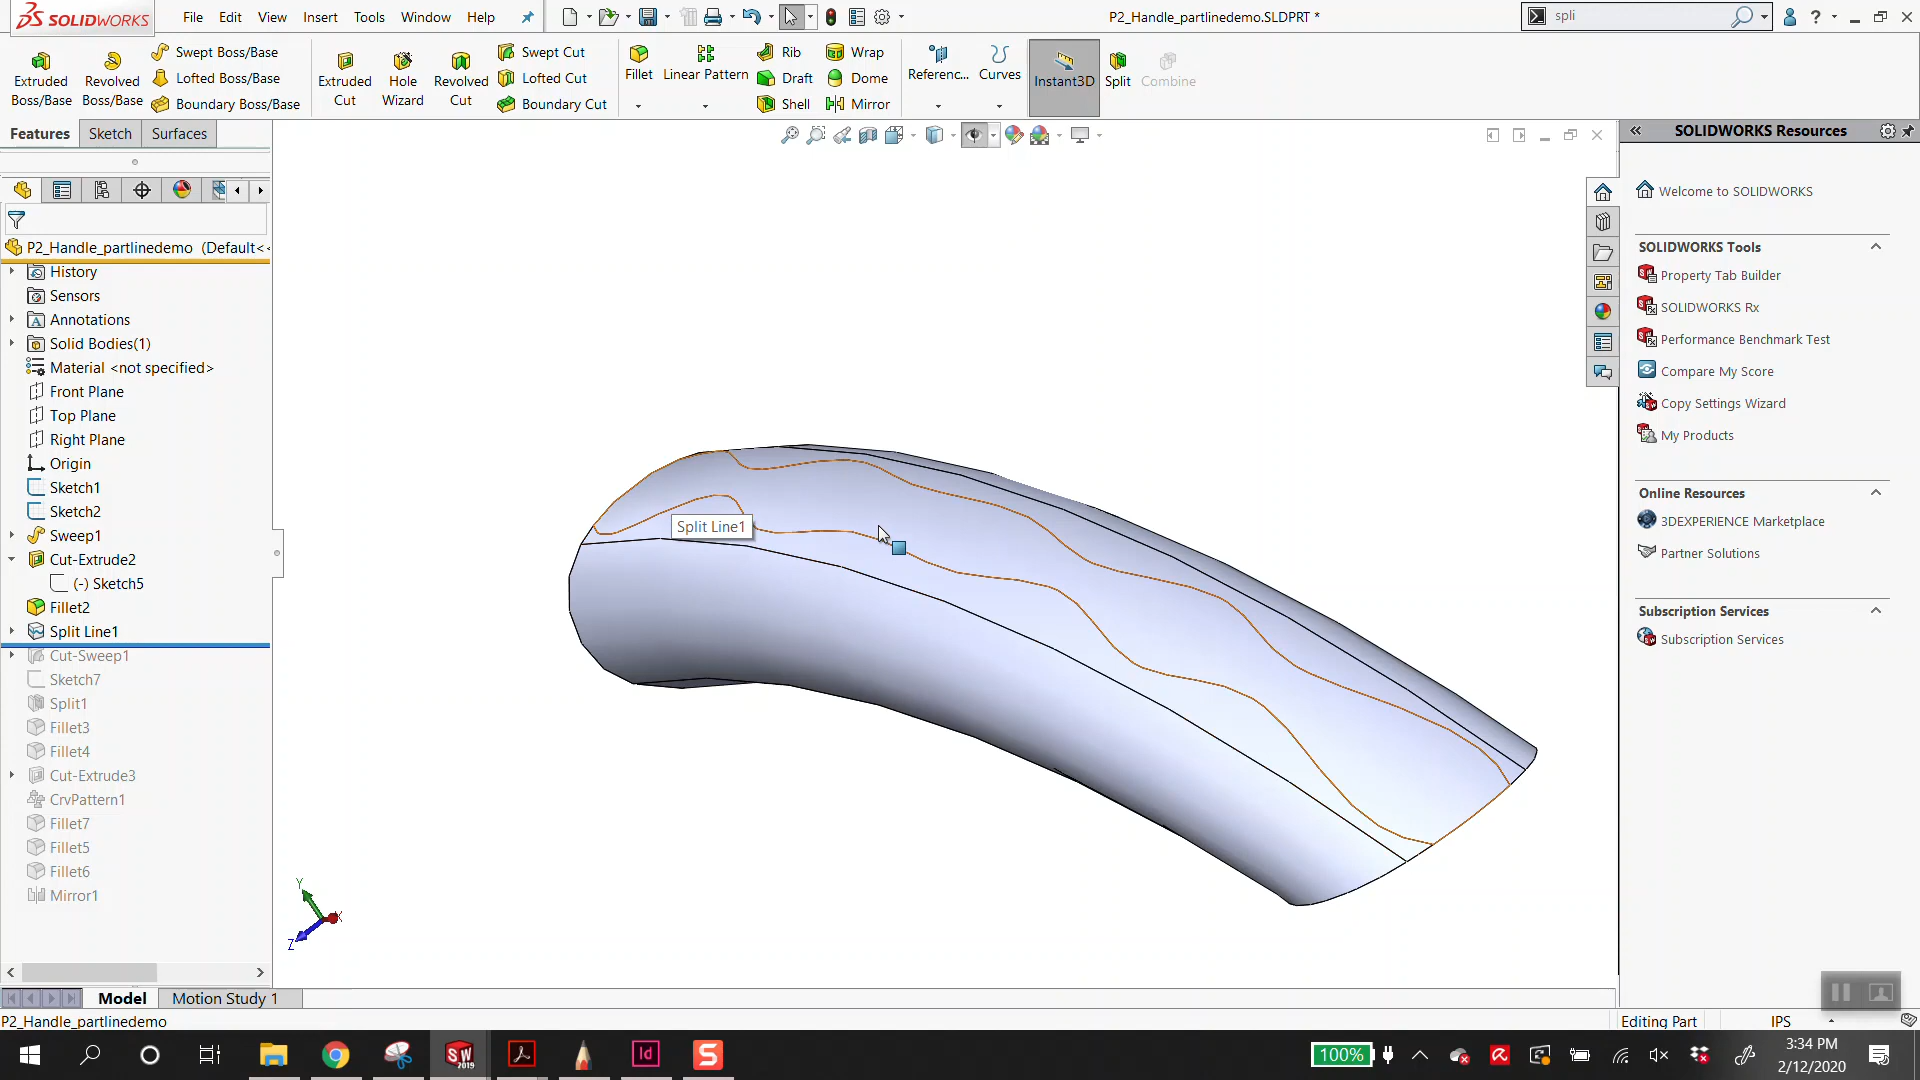 SOLIDWORKS File Edit View Insert Tools Window Help P2_Handle_partlinedemo.SLDPRT * spli
Extruded Boss/Base
Revolved Boss/Base
Swept Boss/Base
Lofted Boss/Base
Boundary Boss/Base
Extruded Cut
Hole Wizard
Revolved Cut
Swept Cut
Lofted Cut
Boundary Cut
Fillet
Linear Pattern
Rib
Draft
Shell
Wrap
Dome
Mirror
Referenc...
Curves
Instant3D
Split
Combine
Features Sketch Surfaces
P2_Handle_partlinedemo (Default<<
History
Sensors
Annotations
Solid Bodies(1)
Material <not specified>
Front Plane
Top Plane
Right Plane
Origin
Sketch1
Sketch2
Sweep1
Cut-Extrude2
(-) Sketch5
Fillet2
Split Line1
Cut-Sweep1
Sketch7
Split1
Fillet3
Fillet4
Cut-Extrude3
CrvPattern1
Fillet7
Fillet5
Fillet6
Mirror1
Split Line1
Y
X
Z
SOLIDWORKS Resources
Welcome to SOLIDWORKS
SOLIDWORKS Tools
Property Tab Builder
SOLIDWORKS Rx
Performance Benchmark Test
Compare My Score
Copy Settings Wizard
My Products
Online Resources
3DEXPERIENCE Marketplace
Partner Solutions
Subscription Services
Subscription Services
Model Motion Study 1
P2_Handle_partlinedemo Editing Part IPS
SW 2019 Id S 100% 3:34 PM
2/12/2020